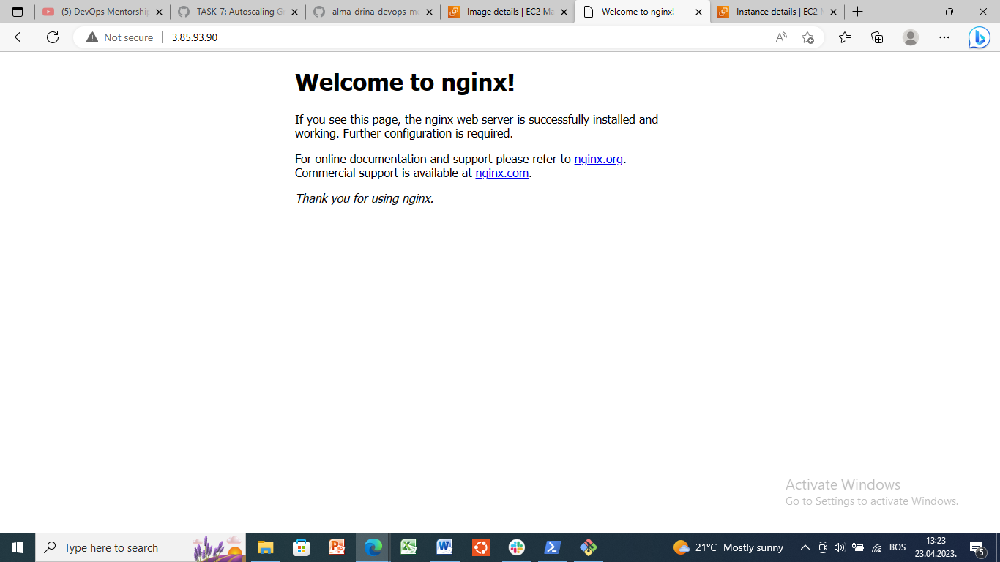 (5) DevOps Mentorship
TASK-7: Autoscaling G
alma-drina-devops-m
Image details | EC2 Ma
Welcome to nginx!
Instance details | EC2 M
Not secure
3.85.93.90
Welcome to nginx!
If you see this page, the nginx web server is successfully installed and
working. Further configuration is required.
For online documentation and support please refer to nginx.org.
Commercial support is available at nginx.com.
Thank you for using nginx.
Activate Windows
Go to Settings to activate Windows.
Type here to search
21°C Mostly sunny
BOS
13:23
23.04.2023.
5